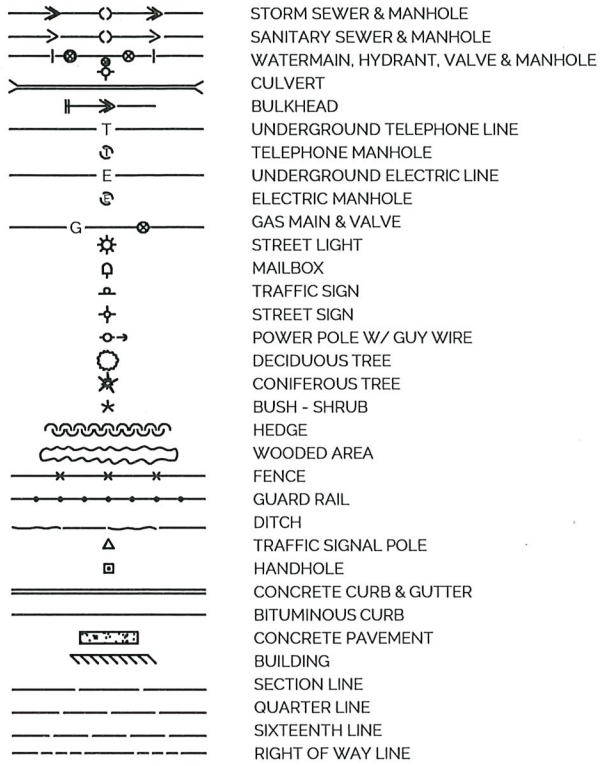 STORM SEWER & MANHOLE
SANITARY SEWER & MANHOLE
WATERMAIN, HYDRANT, VALVE & MANHOLE
CULVERT
BULKHEAD
T UNDERGROUND TELEPHONE LINE
T TELEPHONE MANHOLE
E UNDERGROUND ELECTRIC LINE
E ELECTRIC MANHOLE
G GAS MAIN & VALVE
STREET LIGHT
MAILBOX
TRAFFIC SIGN
STREET SIGN
POWER POLE W/ GUY WIRE
DECIDUOUS TREE
CONIFEROUS TREE
BUSH - SHRUB
HEDGE
WOODED AREA
FENCE
GUARD RAIL
DITCH
TRAFFIC SIGNAL POLE
HANDHOLE
CONCRETE CURB & GUTTER
BITUMINOUS CURB
CONCRETE PAVEMENT
BUILDING
SECTION LINE
QUARTER LINE
SIXTEENTH LINE
RIGHT OF WAY LINE